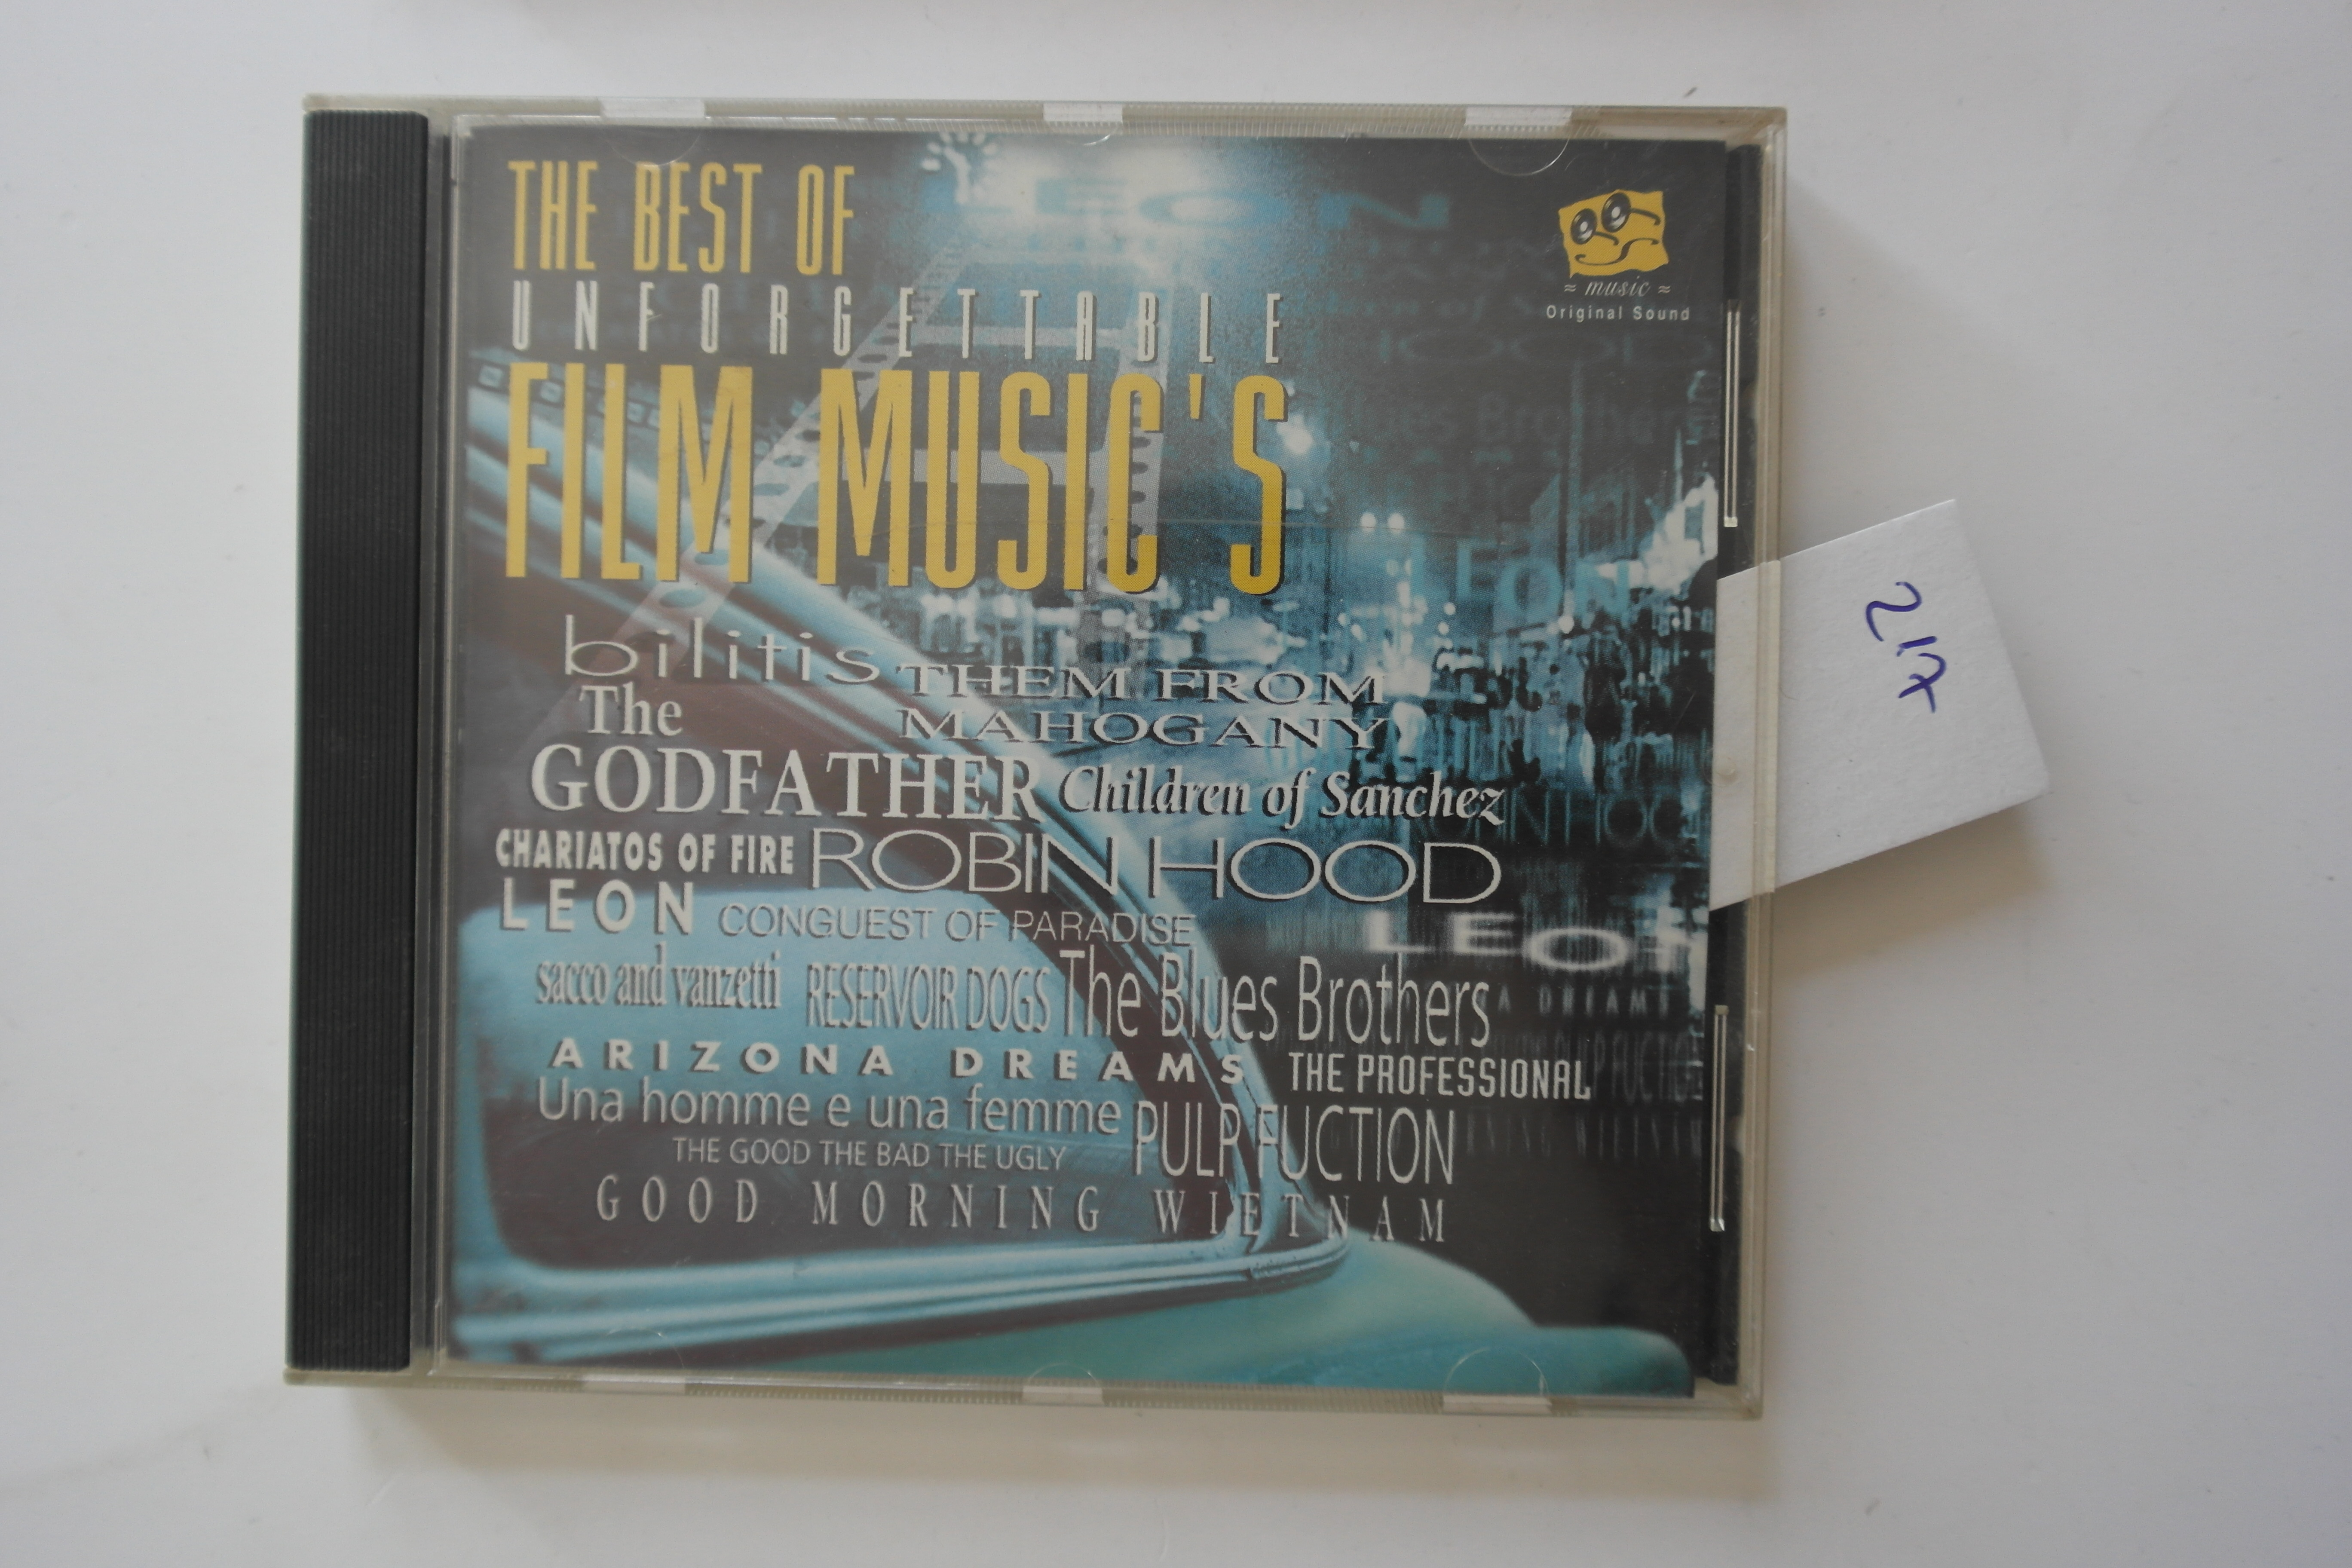 THE BEST OF
UNFORGETTABLE
FILM MUSIC'S
≈ music ≈
Original Sound
bilitis THEM FROM
MAHOGANY
The
GODFATHER Children of Sanchez
CHARIATOS OF FIRE ROBIN HOOD
LEON CONGUEST OF PARADISE
sacco and vanzetti RESERVOIR DOGS The Blues Brothers
ARIZONA DREAMS THE PROFESSIONAL
Una homme e una femme PULP FUCTION
THE GOOD THE BAD THE UGLY
GOOD MORNING WIETNAM
LEON
LEON